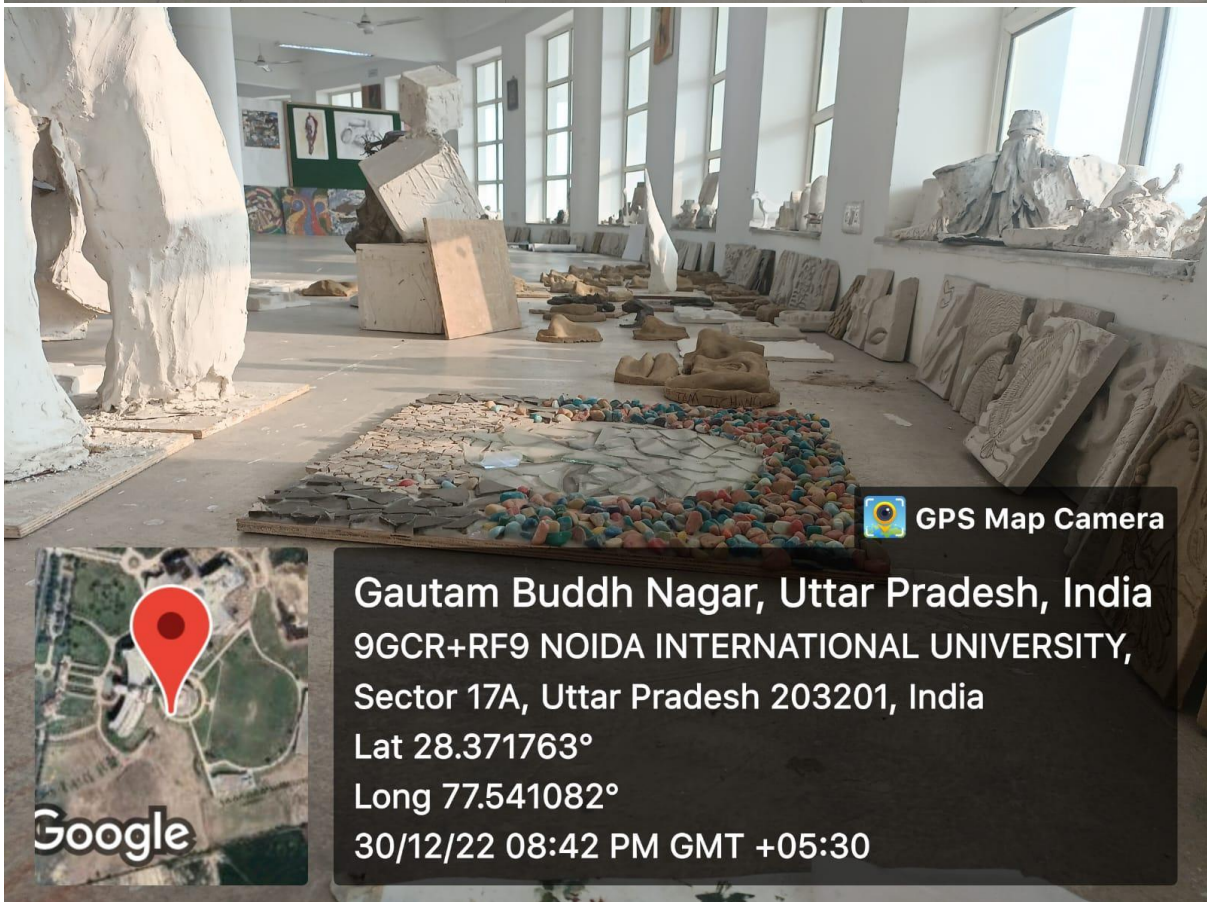 GPS Map Camera
Gautam Buddh Nagar, Uttar Pradesh, India
9GCR+RF9 NOIDA INTERNATIONAL UNIVERSITY,
Sector 17A, Uttar Pradesh 203201, India
Lat 28.371763°
Long 77.541082°
30/12/22 08:42 PM GMT +05:30
Google